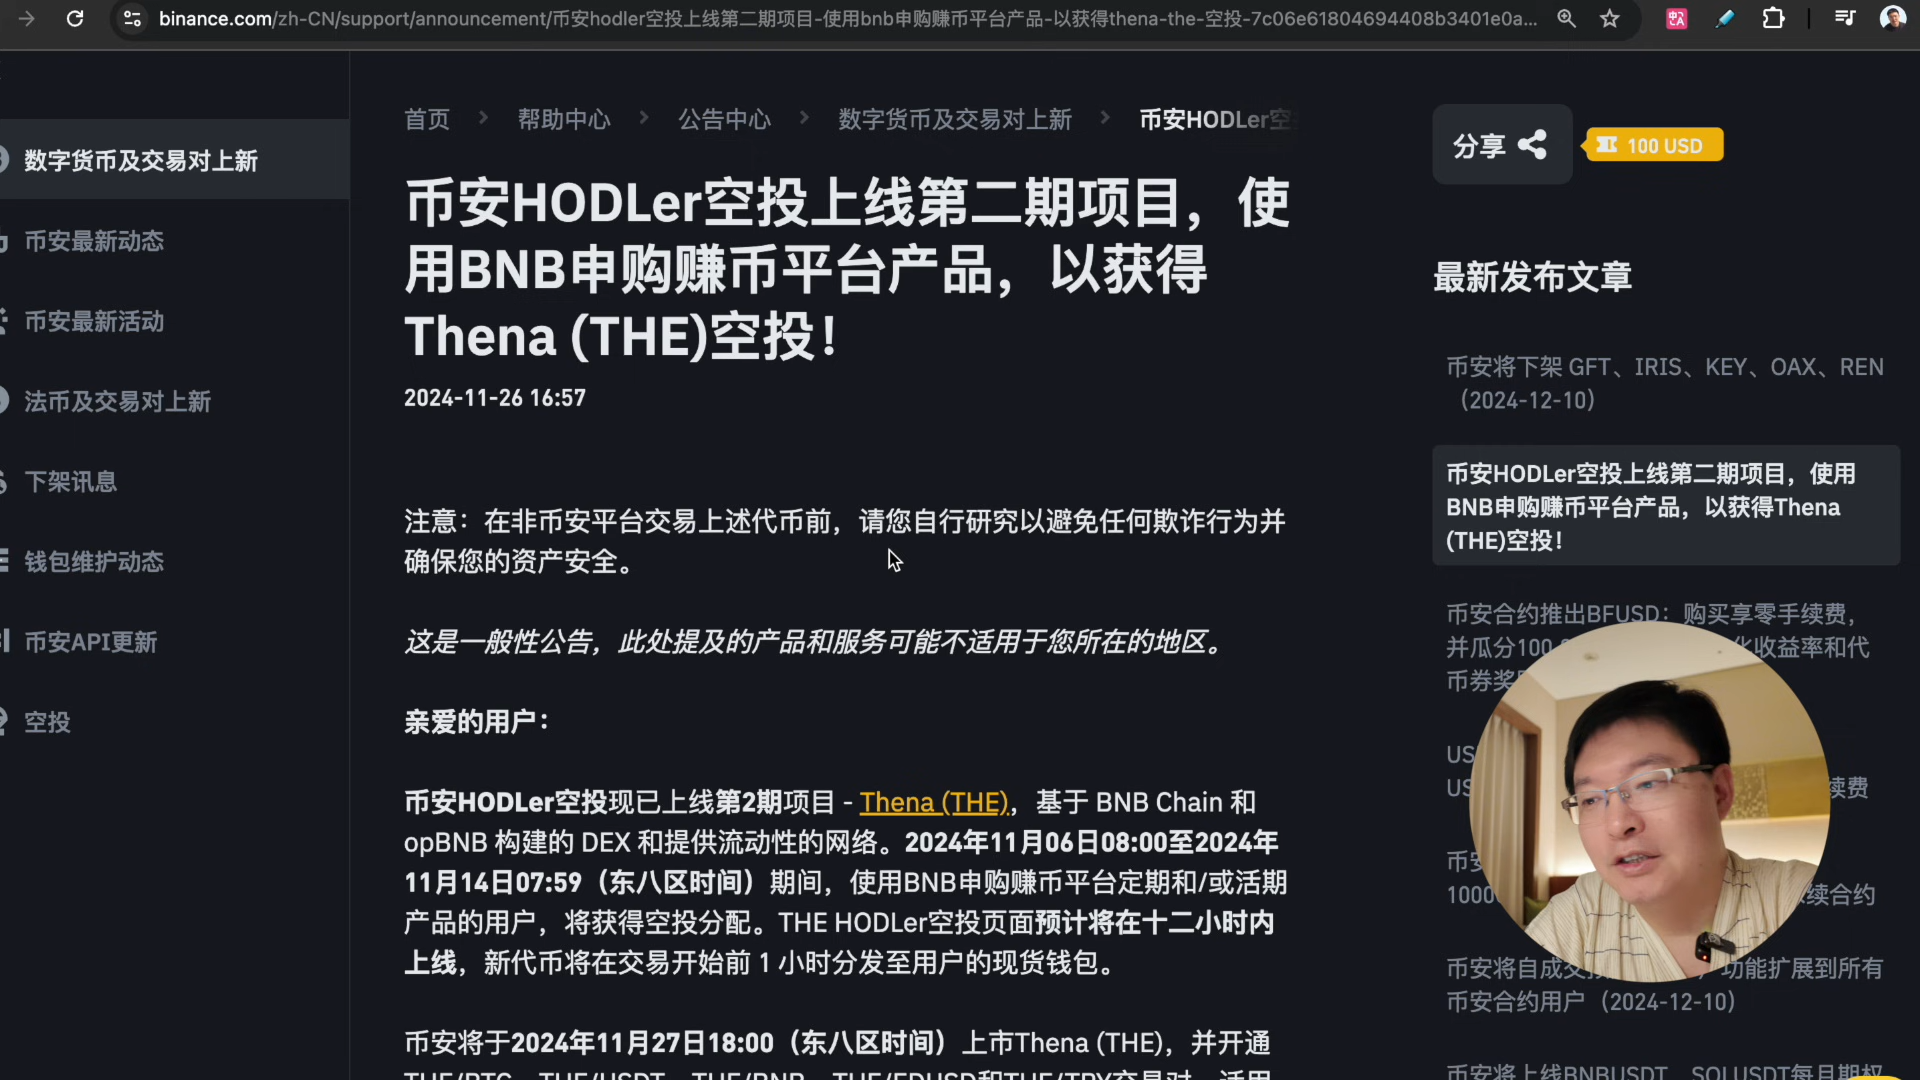 binance.com/zh-CN/support/announcement/币安hodler空投上线第二期项目-使用bnb申购赚币平台产品-以获得thena-the-空投-7c06e61804694408b3401e0a...
首页 > 帮助中心 > 公告中心 > 数字货币及交易对上新 > 币安HODLer空
数字货币及交易对上新
币安最新动态
币安最新活动
法币及交易对上新
下架讯息
钱包维护动态
币安API更新
空投
币安HODLer空投上线第二期项目，使
用BNB申购赚币平台产品，以获得
Thena (THE)空投！
2024-11-26 16:57
注意：在非币安平台交易上述代币前，请您自行研究以避免任何欺诈行为并
确保您的资产安全。
这是一般性公告，此处提及的产品和服务可能不适用于您所在的地区。
亲爱的用户：
币安HODLer空投现已上线第2期项目 - Thena (THE)，基于 BNB Chain 和
opBNB 构建的 DEX 和提供流动性的网络。2024年11月06日08:00至2024年
11月14日07:59（东八区时间）期间，使用BNB申购赚币平台定期和/或活期
产品的用户，将获得空投分配。THE HODLer空投页面预计将在十二小时内
上线，新代币将在交易开始前 1 小时分发至用户的现货钱包。
币安将于2024年11月27日18:00（东八区时间）上市Thena (THE)，并开通
THE/BTC、THE/USDT、THE/BNB、THE/FDUSD和THE/TRY交易对，适用
分享
100 USD
最新发布文章
币安将下架 GFT、IRIS、KEY、OAX、REN
（2024-12-10）
币安HODLer空投上线第二期项目，使用
BNB申购赚币平台产品，以获得Thena
(THE)空投！
币安合约推出BFUSD：购买享零手续费，
并瓜分100 化收益率和代
币券奖
US
US 续费
币安
1000 续合约
币安将自成交 功能扩展到所有
币安合约用户（2024-12-10）
币安将上线BNBUSDT、SOLUSDT每月期权